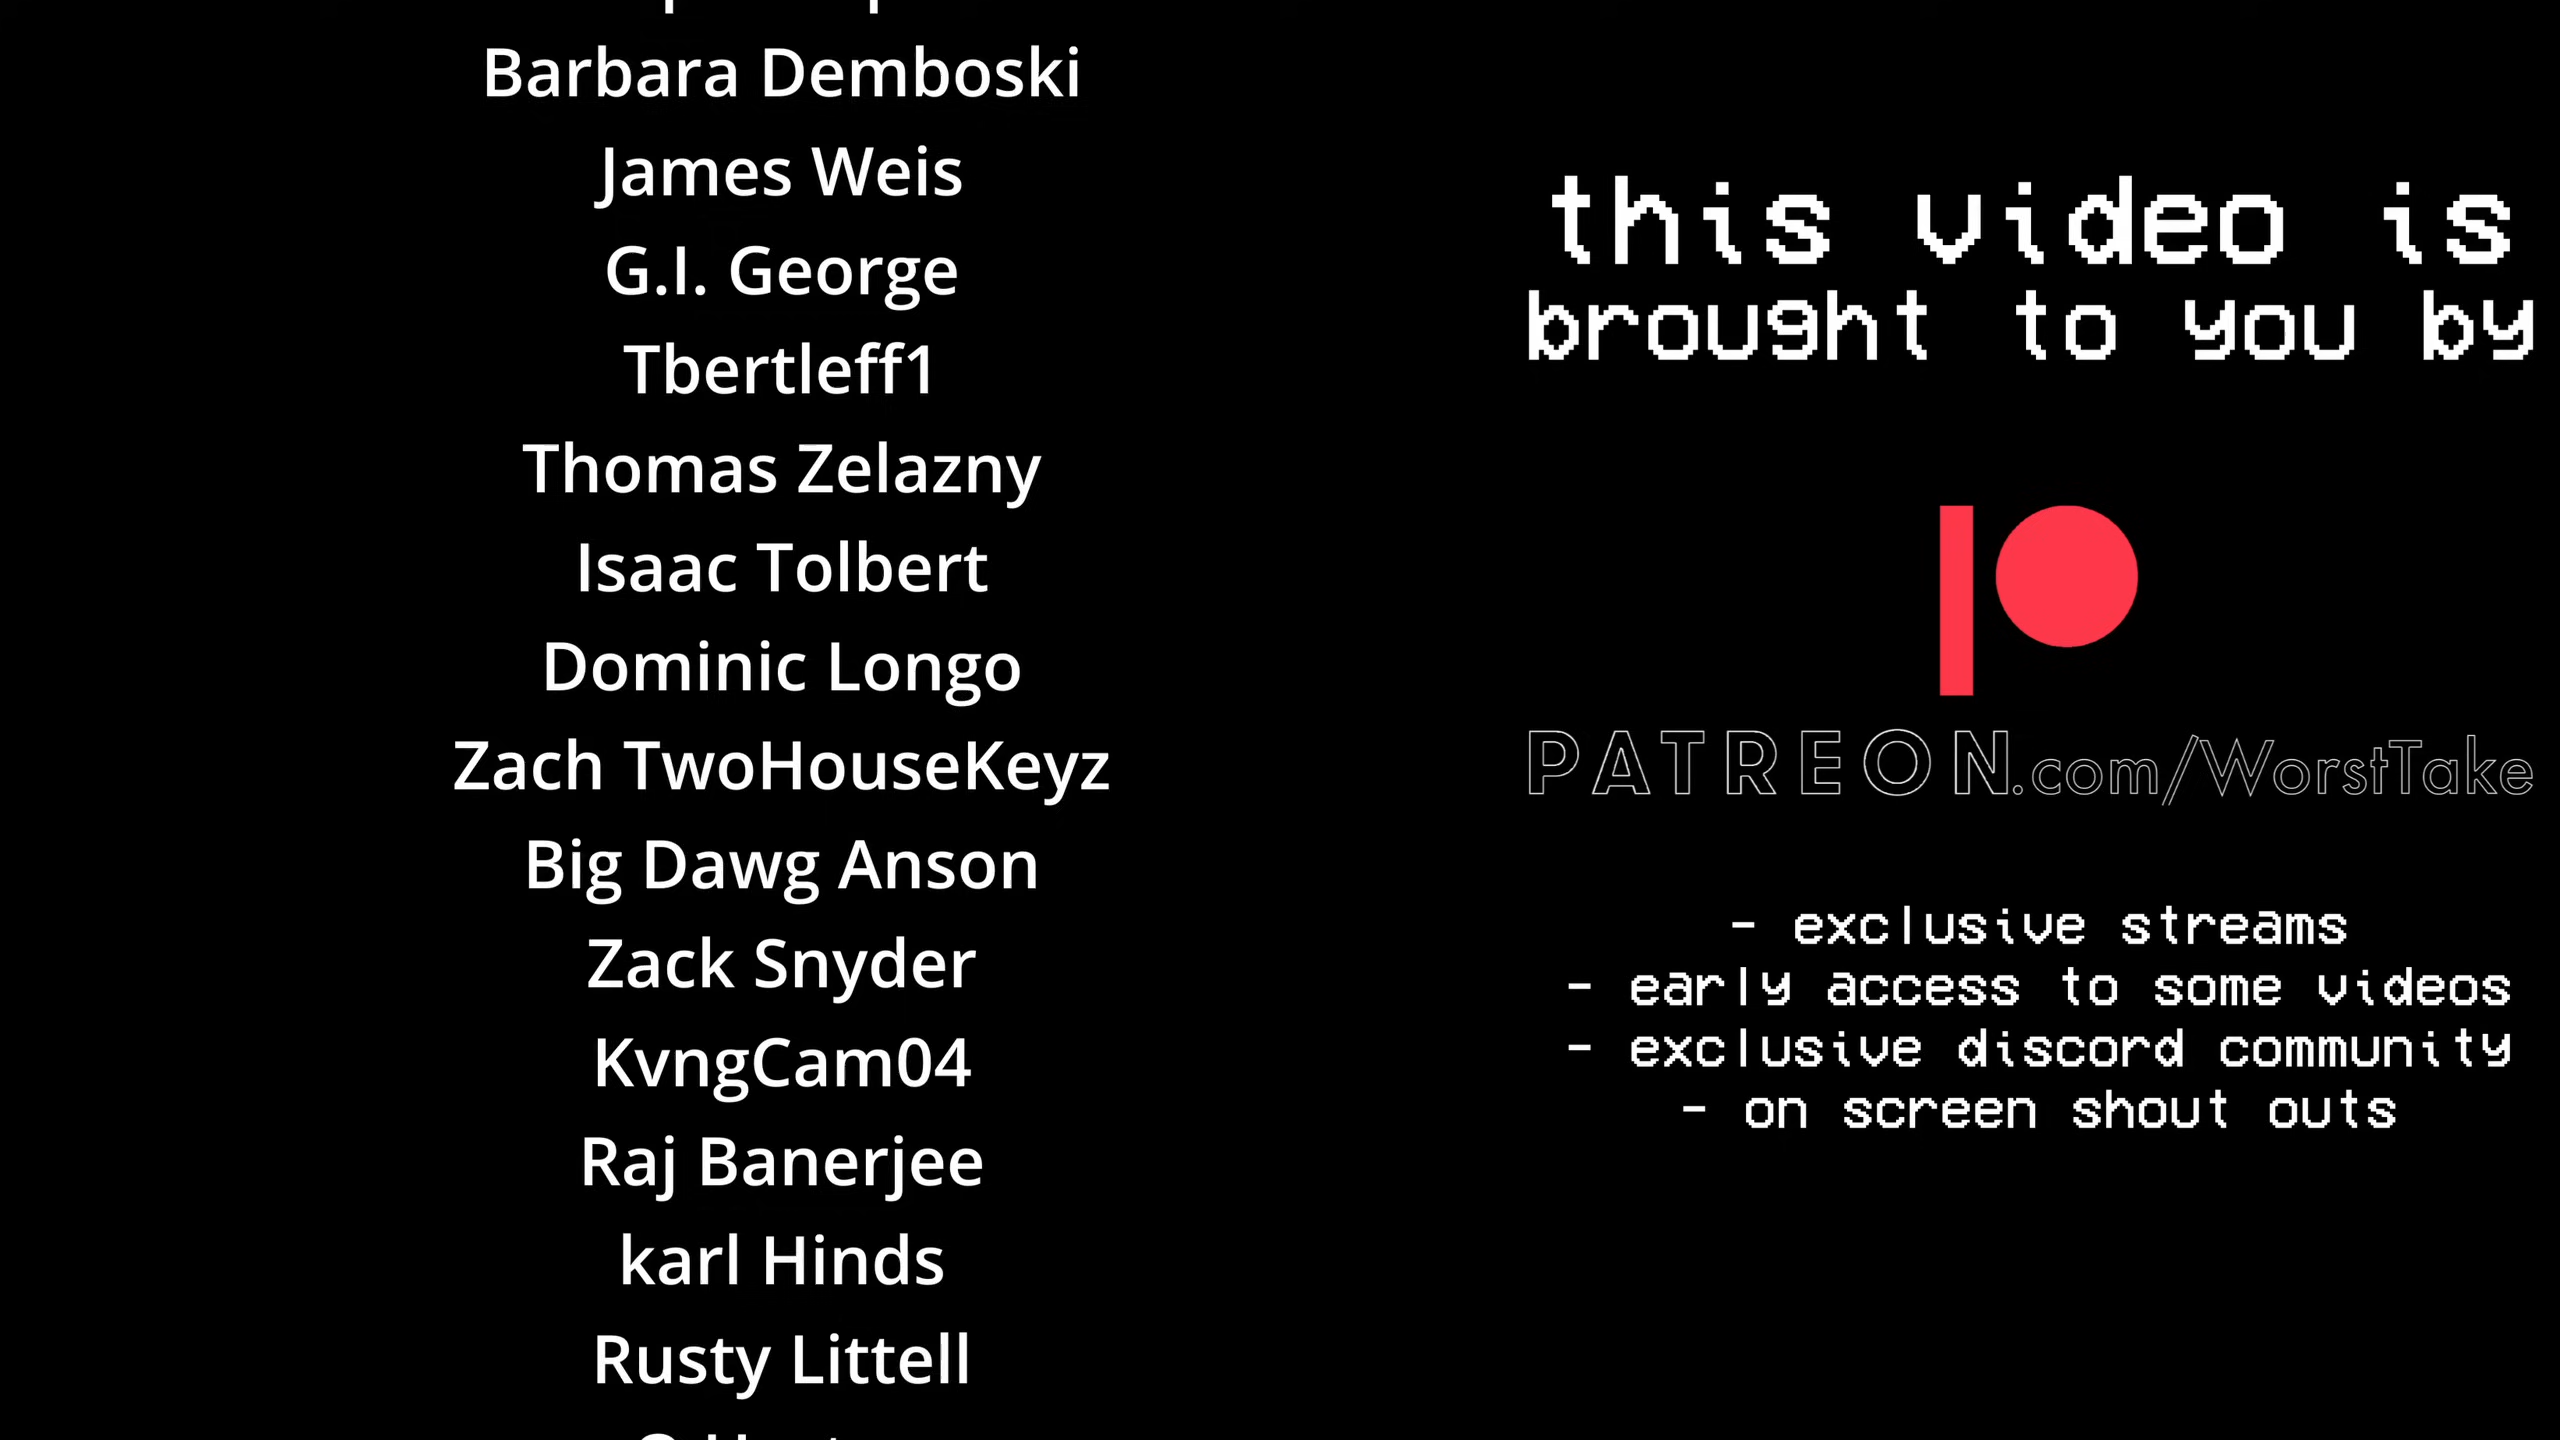 Barbara Demboski
James Weis
G.I. George
Tbertleff1
Thomas Zelazny
Isaac Tolbert
Dominic Longo
Zach TwoHouseKeyz
Big Dawg Anson
Zack Snyder
KvngCam04
Raj Banerjee
karl Hinds
Rusty Littell
this video is
brought to you by
PATREON.com/WorstTake
- exclusive streams
- early access to some videos
- exclusive discord community
- on screen shout outs